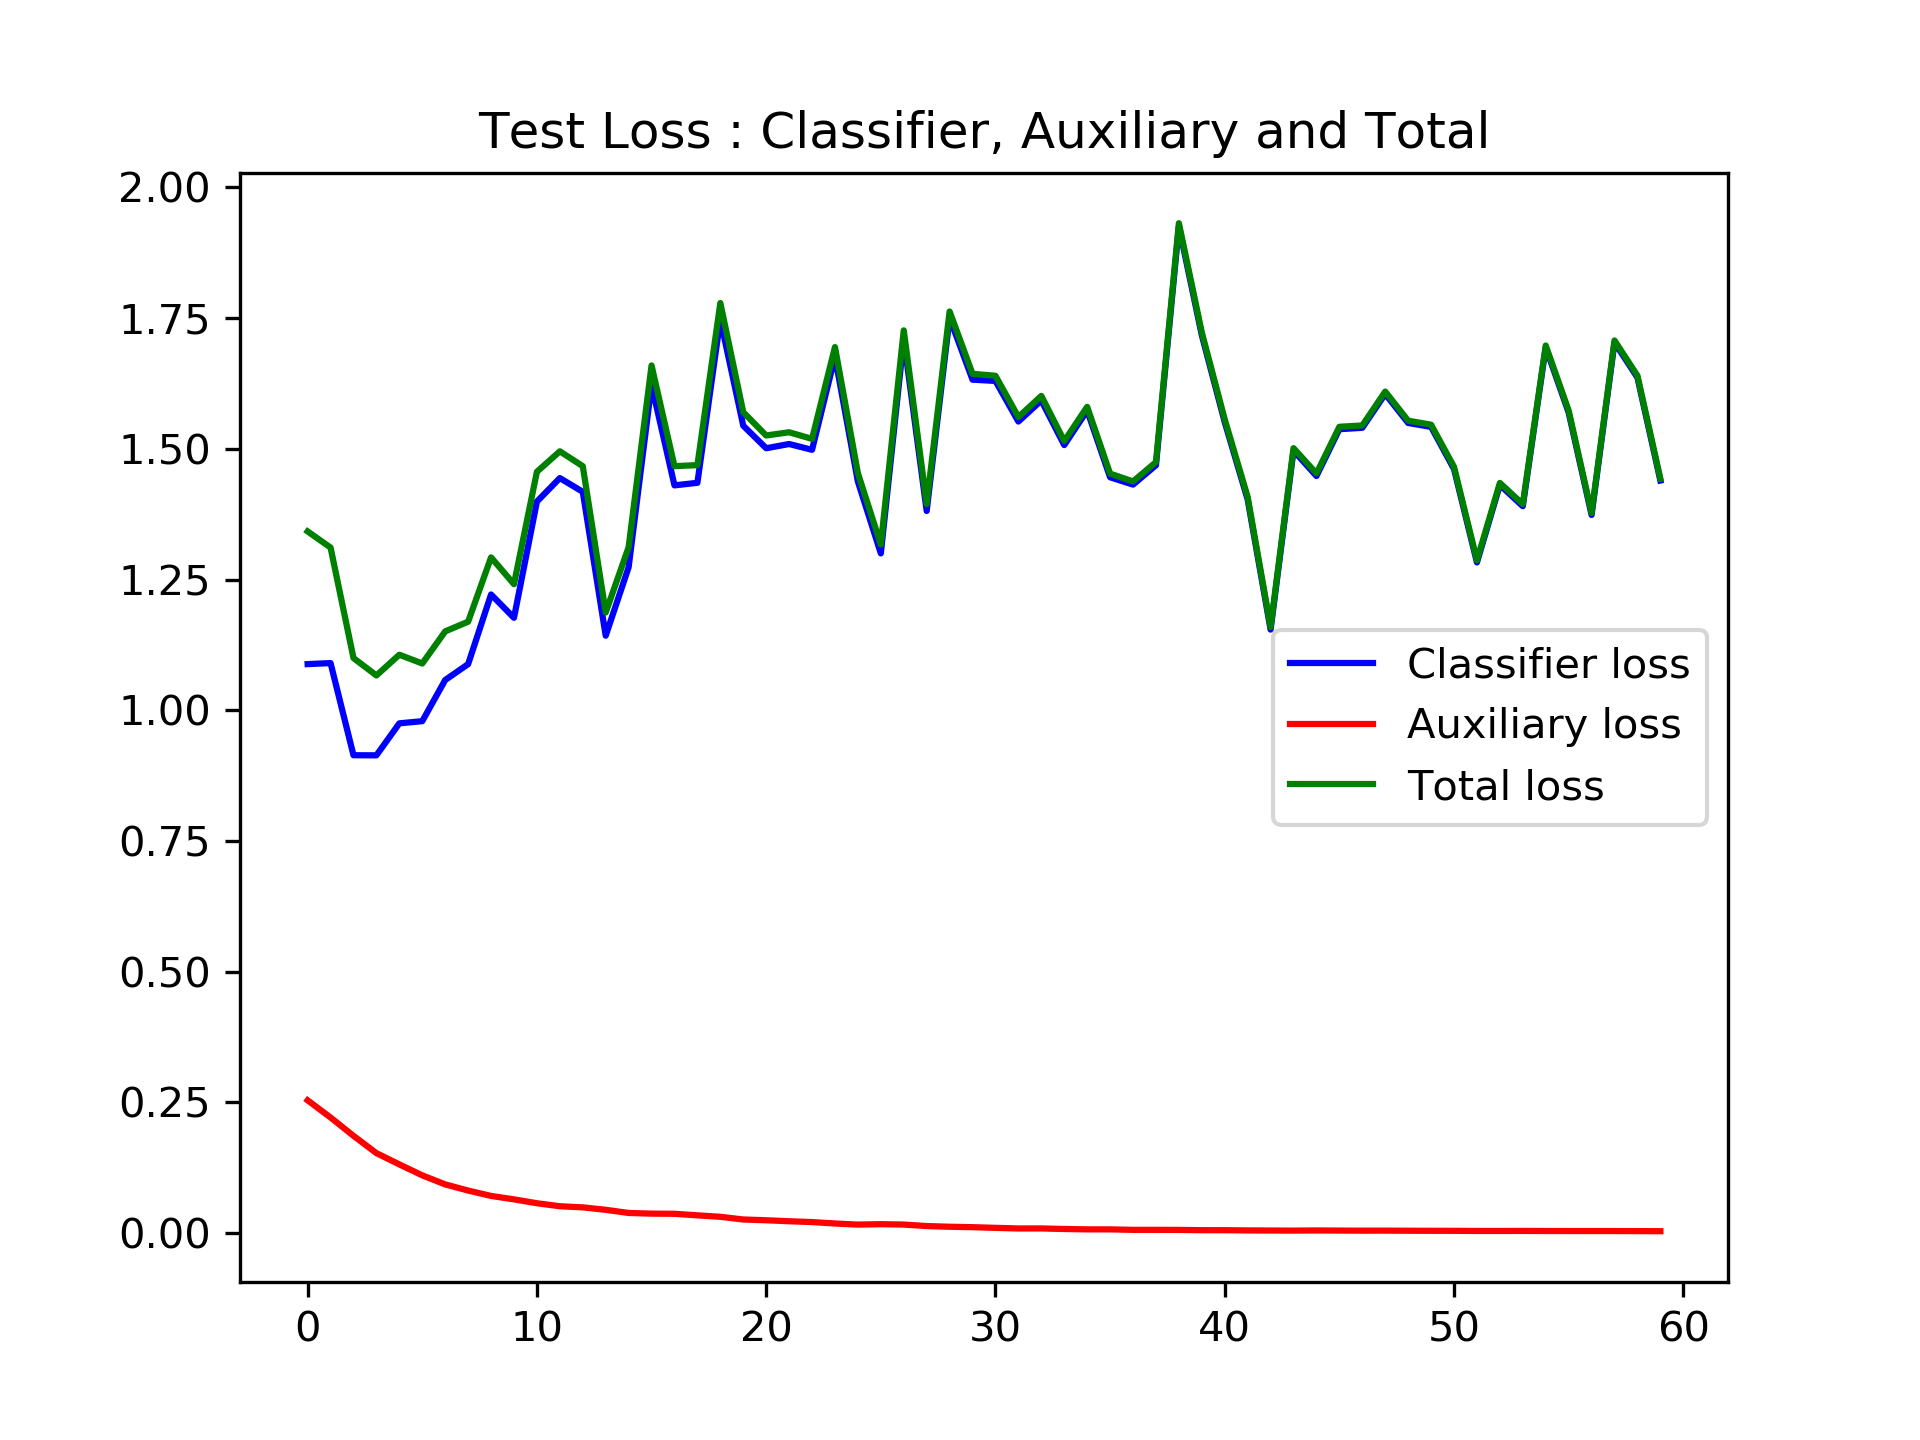 Test Loss : Classifier, Auxiliary and Total
2.00
1.75
1.50
1.25
1.00
0.75
0.50
0.25
0.00
Classifier loss
Auxiliary loss
Total loss
0 10 20 30 40 50 60